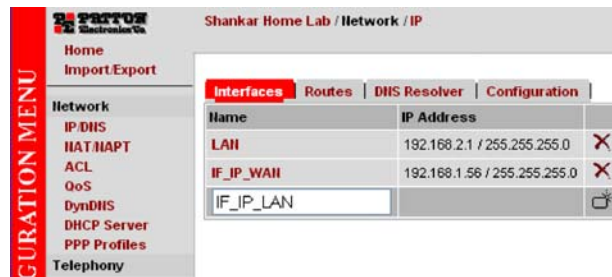 PATTON
Electronics Co.
Shankar Home Lab / Network / IP
Home
Import/Export
Network
IP/DNS
NAT/NAPT
ACL
QoS
DynDNS
DHCP Server
PPP Profiles
Telephony
GURATION MENU
Interfaces Routes DNS Resolver Configuration
Name IP Address
LAN 192.168.2.1 / 255.255.255.0
IF_IP_WAN 192.168.1.56 / 255.255.255.0
IF_IP_LAN